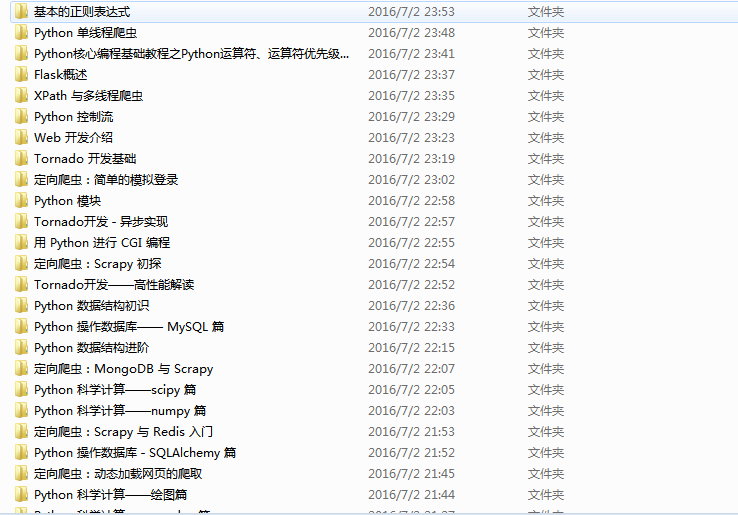 基本的正则表达式 2016/7/2 23:53 文件夹
Python 单线程爬虫 2016/7/2 23:48 文件夹
Python核心编程基础教程之Python运算符、运算符优先级... 2016/7/2 23:41 文件夹
Flask概述 2016/7/2 23:37 文件夹
XPath 与多线程爬虫 2016/7/2 23:35 文件夹
Python 控制流 2016/7/2 23:29 文件夹
Web 开发介绍 2016/7/2 23:23 文件夹
Tornado 开发基础 2016/7/2 23:19 文件夹
定向爬虫：简单的模拟登录 2016/7/2 23:02 文件夹
Python 模块 2016/7/2 22:58 文件夹
Tornado开发 - 异步实现 2016/7/2 22:57 文件夹
用 Python 进行 CGI 编程 2016/7/2 22:55 文件夹
定向爬虫：Scrapy 初探 2016/7/2 22:54 文件夹
Tornado开发——高性能解读 2016/7/2 22:52 文件夹
Python 数据结构初识 2016/7/2 22:36 文件夹
Python 操作数据库—— MySQL 篇 2016/7/2 22:33 文件夹
Python 数据结构进阶 2016/7/2 22:15 文件夹
定向爬虫：MongoDB 与 Scrapy 2016/7/2 22:07 文件夹
Python 科学计算——scipy 篇 2016/7/2 22:05 文件夹
Python 科学计算——numpy 篇 2016/7/2 22:03 文件夹
定向爬虫：Scrapy 与 Redis 入门 2016/7/2 21:53 文件夹
Python 操作数据库 - SQLAlchemy 篇 2016/7/2 21:52 文件夹
定向爬虫：动态加载网页的爬取 2016/7/2 21:45 文件夹
Python 科学计算——绘图篇 2016/7/2 21:44 文件夹